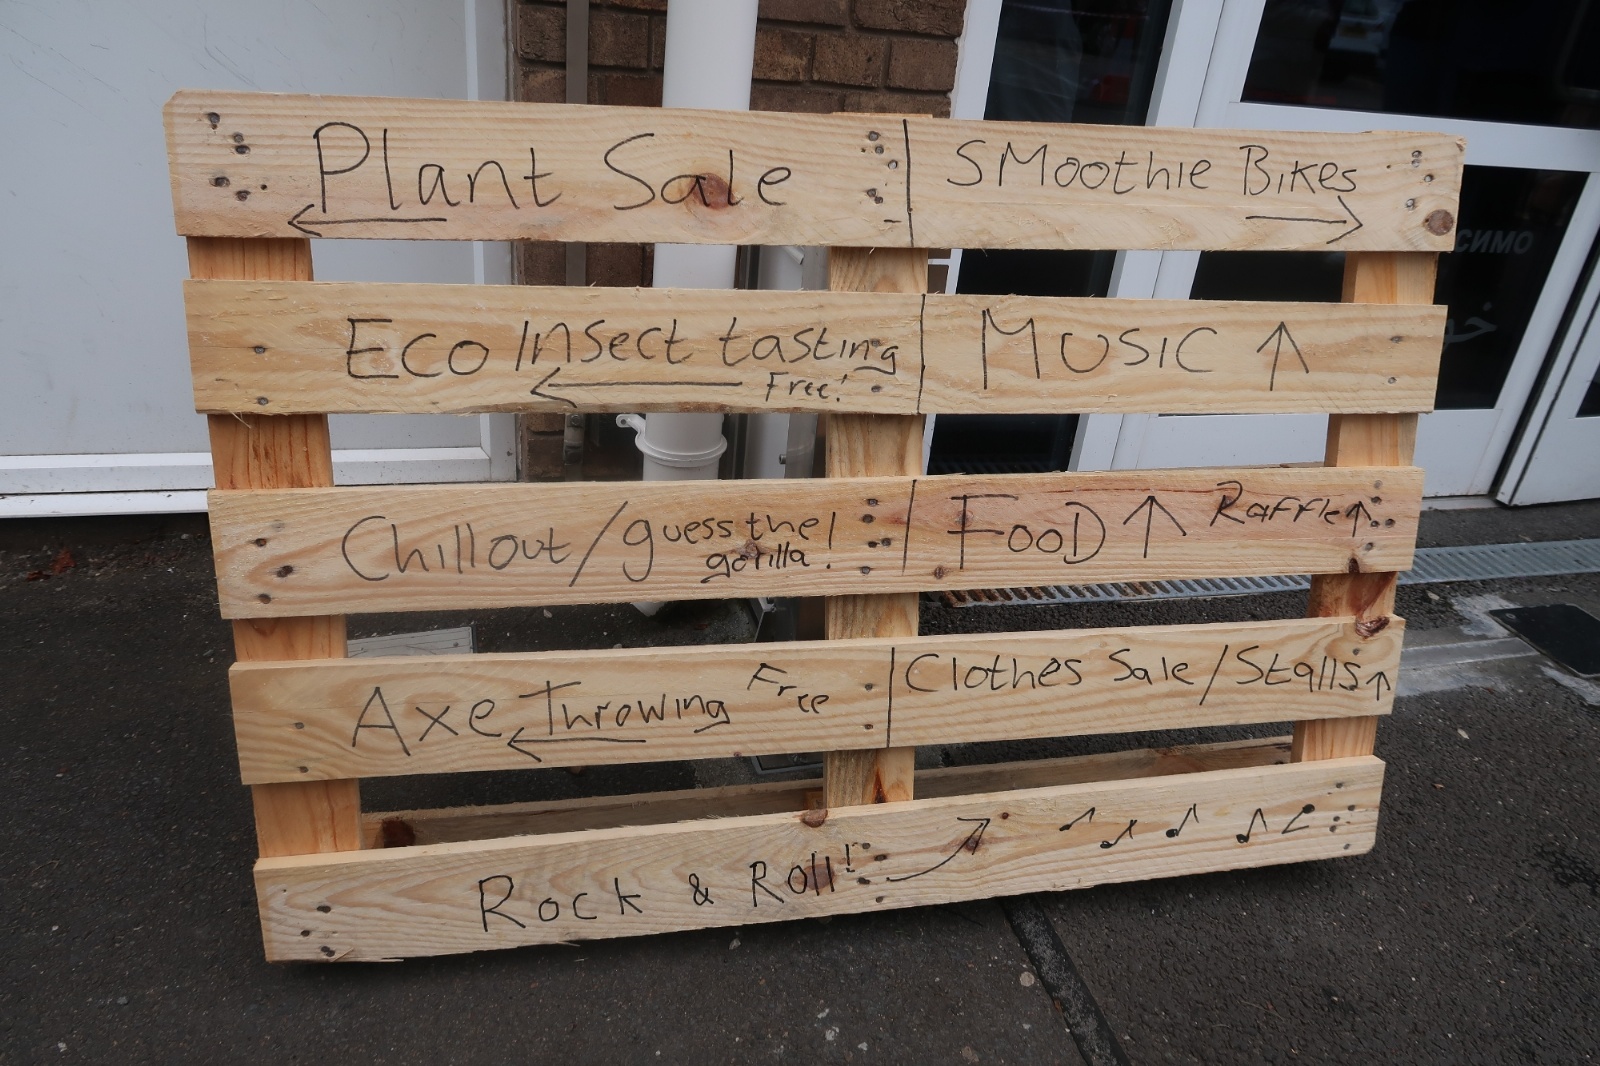 Plant Sale
SMoothie Bikes
Eco Insect tasting
Free!
Music
Chillout/guess the
gorilla!
FooD
Raffle
Axe Throwing Free
Clothes Sale/Stalls
Rock & Roll!